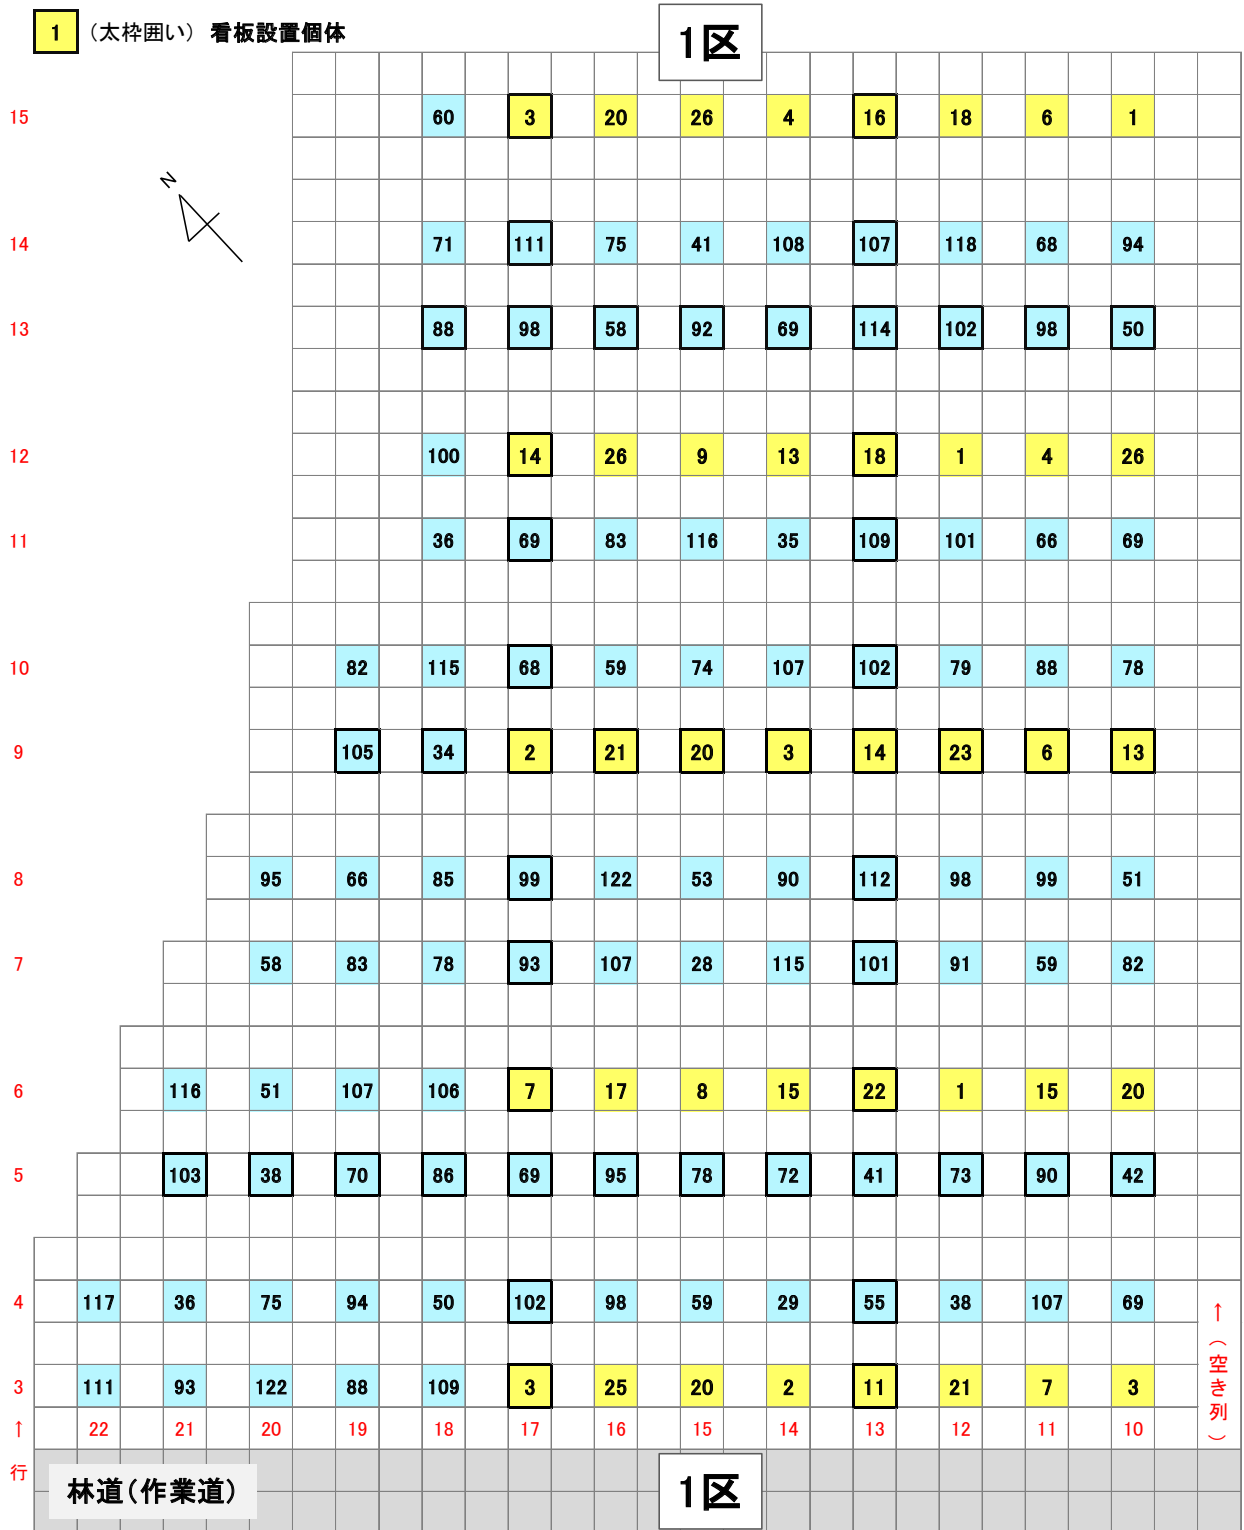 1 （太枠囲い） 看板設置個体
1区
15 60 3 20 26 4 16 18 6 1
N
14 71 111 75 41 108 107 118 68 94
13 88 98 58 92 69 114 102 98 50
12 100 14 26 9 13 18 1 4 26
11 36 69 83 116 35 109 101 66 69
10 82 115 68 59 74 107 102 79 88 78
9 105 34 2 21 20 3 14 23 6 13
8 95 66 85 99 122 53 90 112 98 99 51
7 58 83 78 93 107 28 115 101 91 59 82
6 116 51 107 106 7 17 8 15 22 1 15 20
5 103 38 70 86 69 95 78 72 41 73 90 42
4 117 36 75 94 50 102 98 59 29 55 38 107 69
3 111 93 122 88 109 3 25 20 2 11 21 7 3
↑（空き列）
↑ 22 21 20 19 18 17 16 15 14 13 12 11 10
行
林道（作業道）
1区